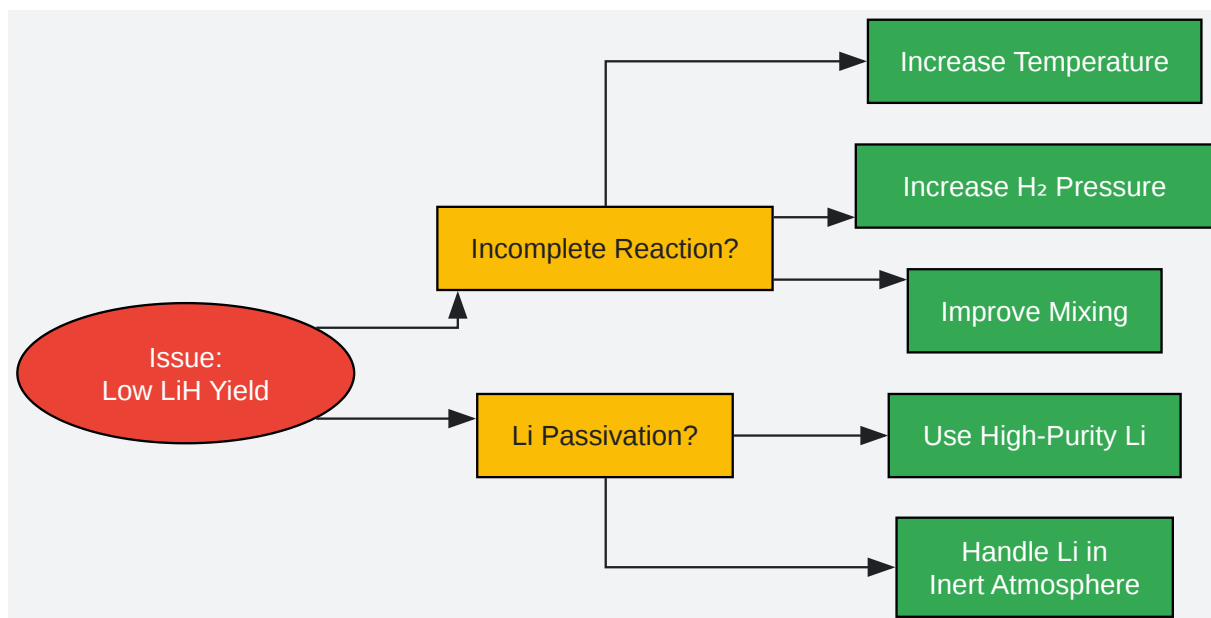 Increase Temperature
Increase H₂ Pressure
Incomplete Reaction?
Improve Mixing
Issue:
Low LiH Yield
Li Passivation?
Use High-Purity Li
Handle Li in
Inert Atmosphere